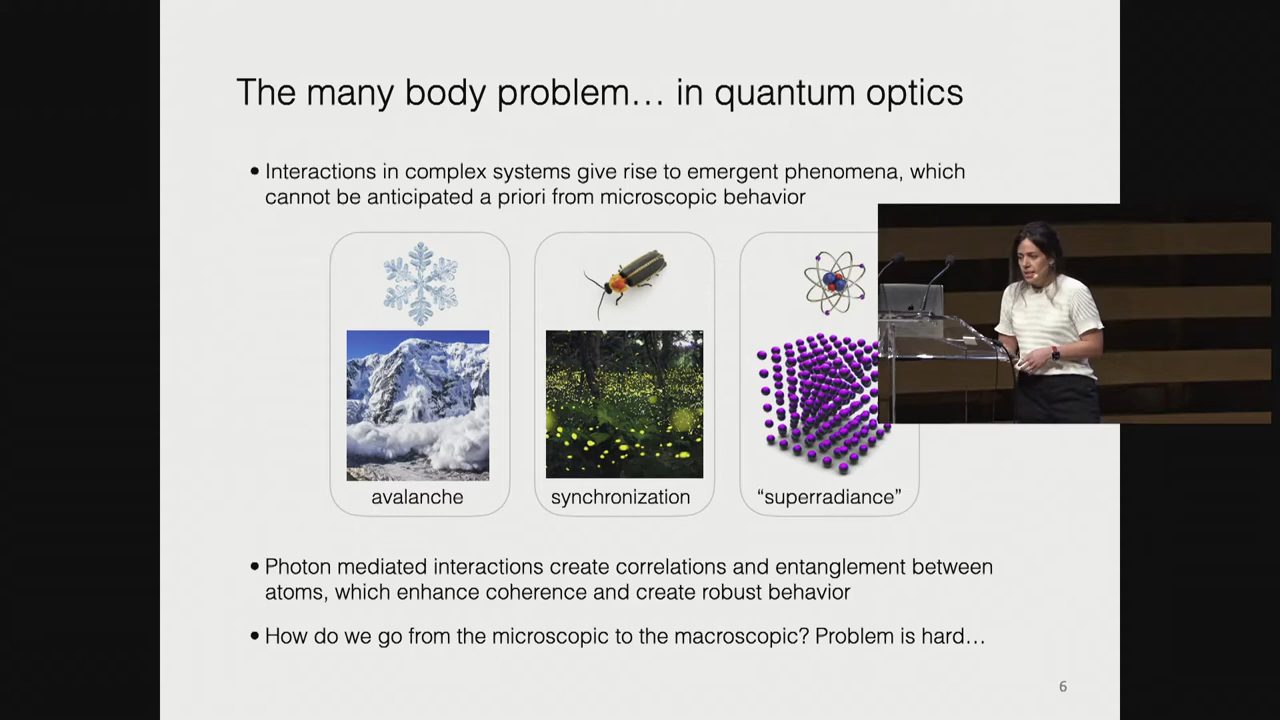 The many body problem… in quantum optics
• Interactions in complex systems give rise to emergent phenomena, which
cannot be anticipated a priori from microscopic behavior
avalanche
synchronization
“superradiance”
• Photon mediated interactions create correlations and entanglement between
atoms, which enhance coherence and create robust behavior
• How do we go from the microscopic to the macroscopic? Problem is hard…
6